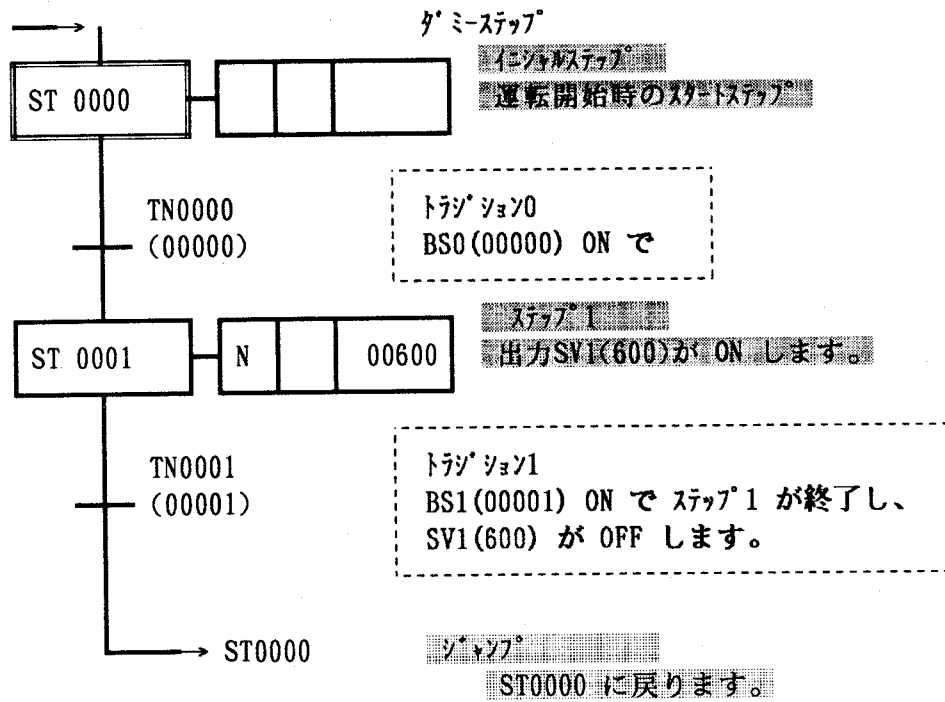 ﾀﾞﾐｰｽﾃｯﾌﾟ
ｲﾆｼｬﾙｽﾃｯﾌﾟ
ST 0000
運転開始時のｽﾀｰﾄｽﾃｯﾌﾟ
TN0000
(00000)
ﾄﾗｼﾞｼｮﾝ0
BS0(00000) ON で
ST 0001
N
00600
ｽﾃｯﾌﾟ1
出力SV1(600)が ON します。
TN0001
(00001)
ﾄﾗｼﾞｼｮﾝ1
BS1(00001) ON で ｽﾃｯﾌﾟ1 が終了し、
SV1(600) が OFF します。
ST0000
ｼﾞｬﾝﾌﾟ
ST0000 に戻ります。